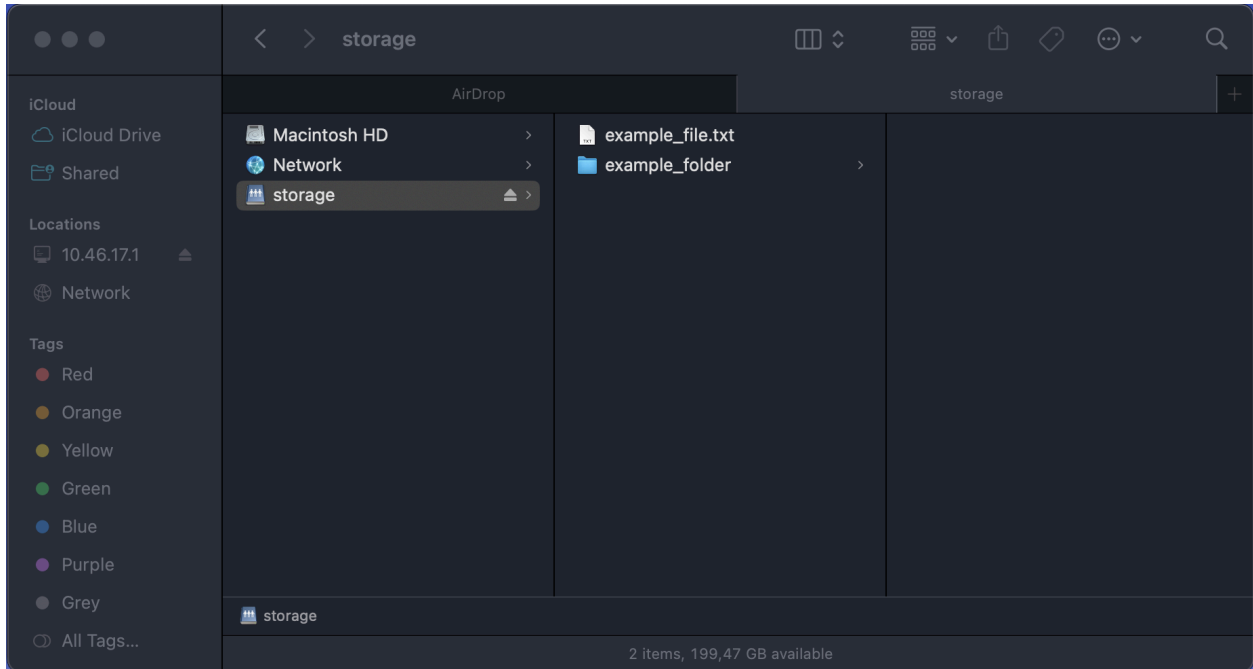 storage
AirDrop
storage
iCloud
iCloud Drive
Shared
Locations
10.46.17.1
Network
Tags
Red
Orange
Yellow
Green
Blue
Purple
Grey
All Tags...
Macintosh HD
Network
storage
TXT
example_file.txt
example_folder
storage
2 items, 199,47 GB available